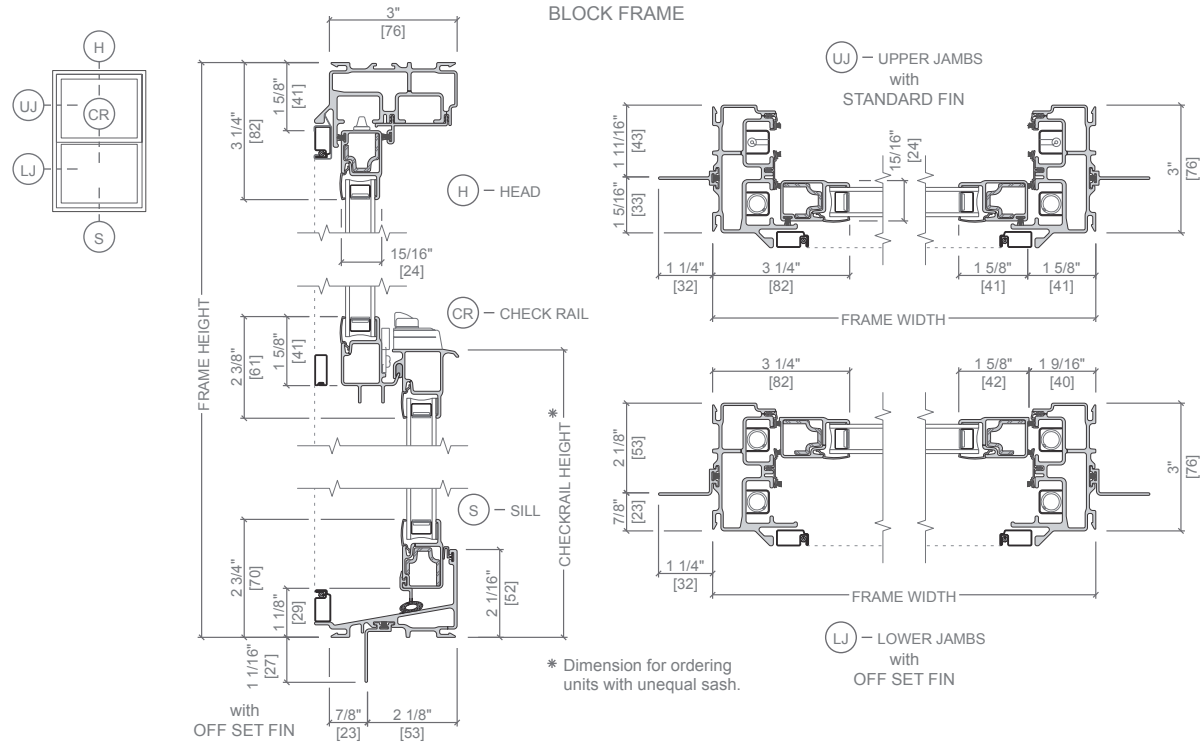 BLOCK FRAME
H
UJ
CR
LJ
S
3"
[76]
1 5/8"
[41]
3 1/4"
[82]
H – HEAD
15/16"
[24]
CR – CHECK RAIL
FRAME HEIGHT
2 3/8"
[61]
1 5/8"
[41]
CHECKRAIL HEIGHT *
S – SILL
2 3/4"
[70]
1 1/8"
[29]
2 1/16"
[52]
1 1/16"
[27]
with
OFF SET FIN
7/8"
[23]
2 1/8"
[53]
* Dimension for ordering
units with unequal sash.
UJ – UPPER JAMBS
with
STANDARD FIN
1 11/16"
[43]
1 5/16"
[33]
15/16"
[24]
3"
[76]
1 1/4"
[32]
3 1/4"
[82]
1 5/8"
[41]
1 5/8"
[41]
FRAME WIDTH
3 1/4"
[82]
1 5/8"
[42]
1 9/16"
[40]
2 1/8"
[53]
7/8"
[23]
3"
[76]
1 1/4"
[32]
FRAME WIDTH
LJ – LOWER JAMBS
with
OFF SET FIN